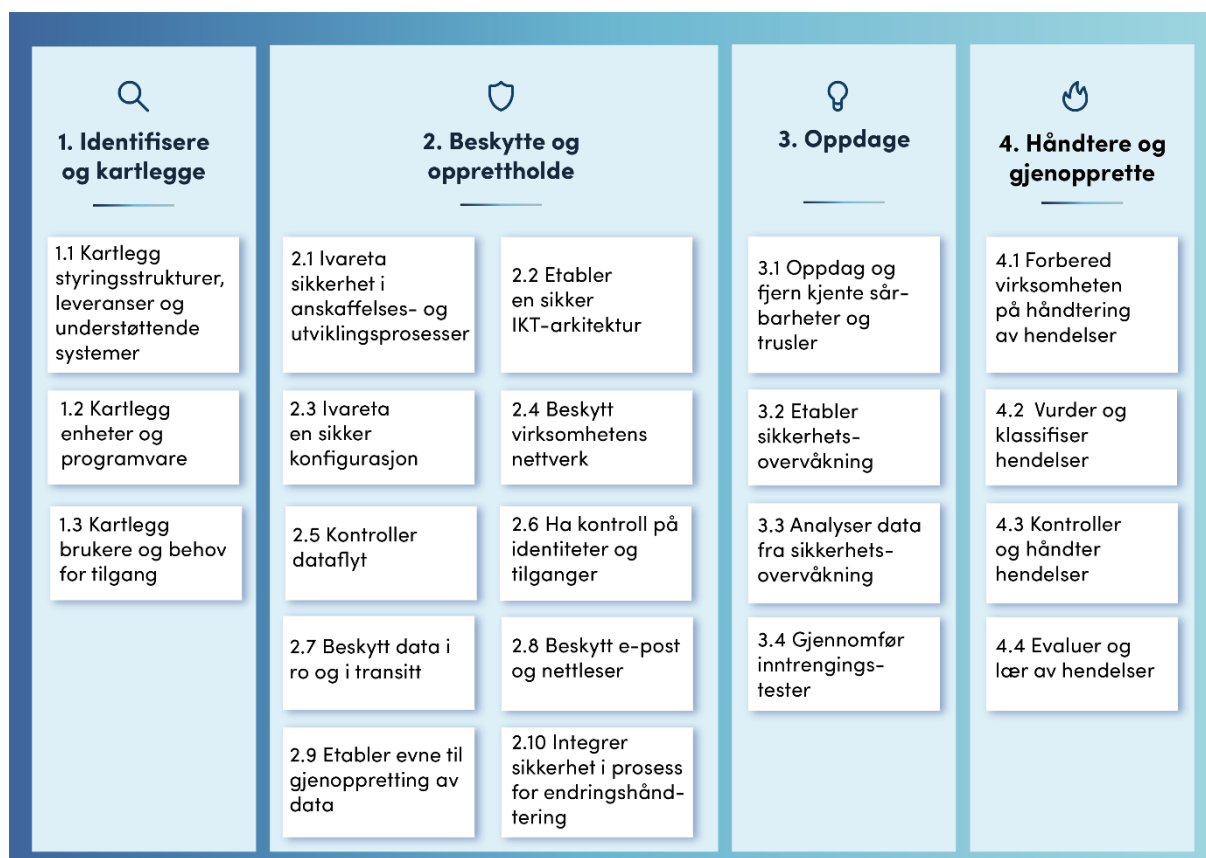 1. Identifisere
og kartlegge
1.1 Kartlegg
styringsstrukturer,
leveranser og
understøttende
systemer
1.2 Kartlegg
enheter og
programvare
1.3 Kartlegg
brukere og behov
for tilgang
2. Beskytte og
opprettholde
2.1 Ivareta
sikkerhet i
anskaffelses- og
utviklingsprosesser
2.2 Etabler
en sikker
IKT-arkitektur
2.3 Ivareta
en sikker
konfigurasjon
2.4 Beskytt
virksomhetens
nettverk
2.5 Kontroller
dataflyt
2.6 Ha kontroll på
identiteter og
tilganger
2.7 Beskytt data i
ro og i transitt
2.8 Beskytt e-post
og nettleser
2.9 Etabler evne til
gjenoppretting av
data
2.10 Integrer
sikkerhet i prosess
for endringshånd-
tering
3. Oppdage
3.1 Oppdag og
fjern kjente sår-
barheter og
trusler
3.2 Etabler
sikkerhets-
overvåkning
3.3 Analyser data
fra sikkerhets-
overvåkning
3.4 Gjennomfør
inntrengings-
tester
4. Håndtere og
gjenopprette
4.1 Forbered
virksomheten
på håndtering
av hendelser
4.2 Vurder og
klassifiser
hendelser
4.3 Kontroller
og håndter
hendelser
4.4 Evaluer og
lær av hendelser